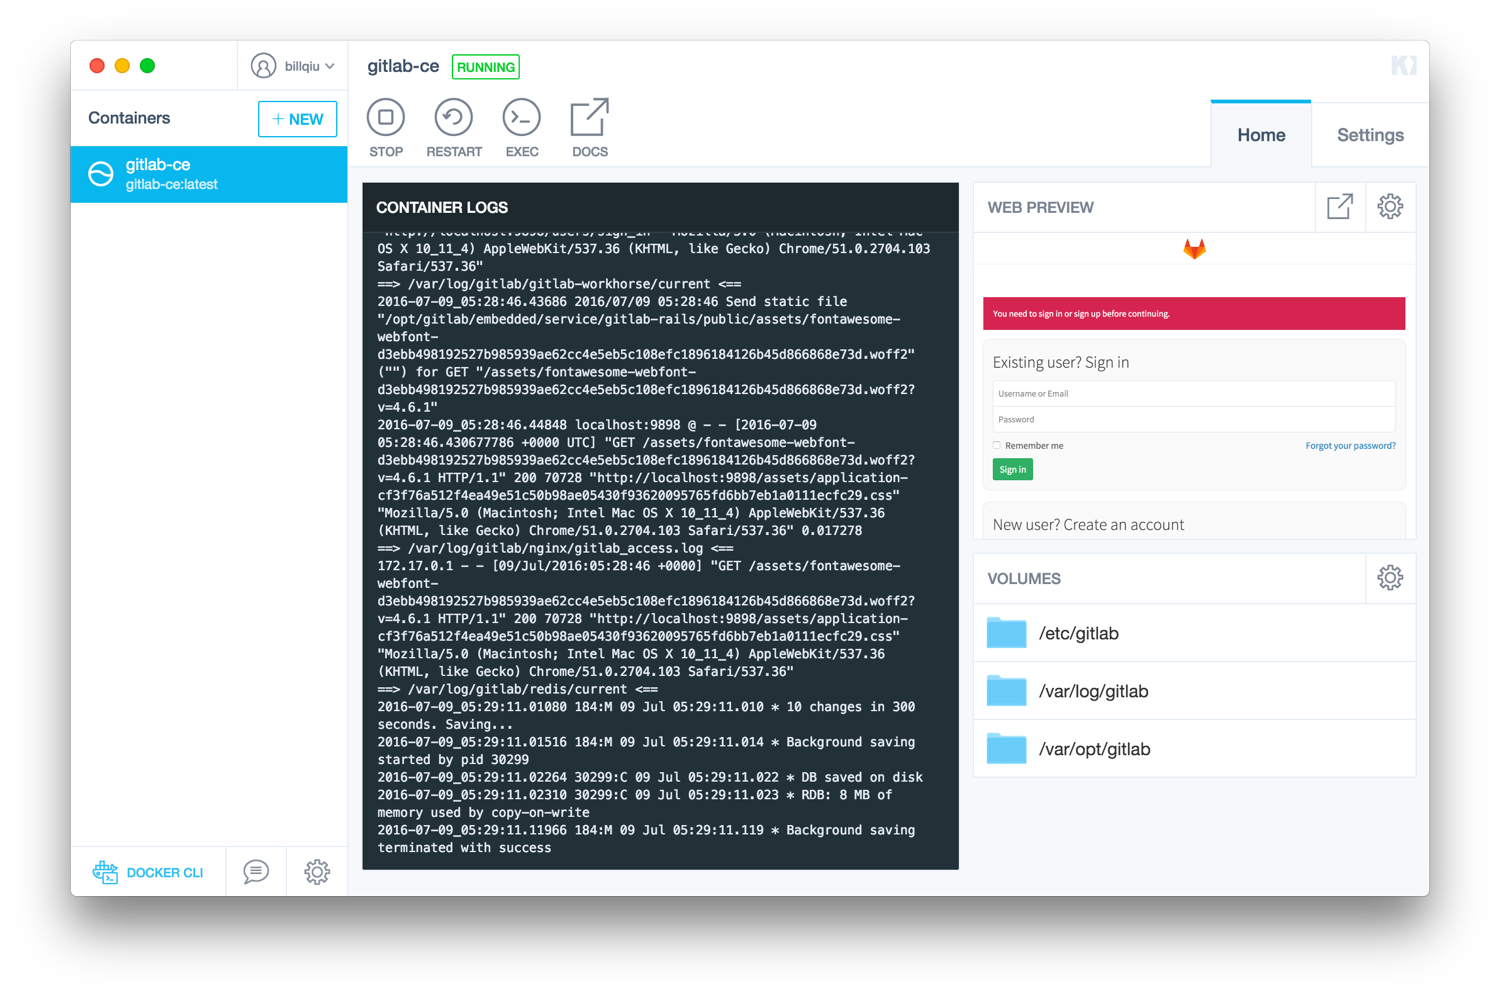 billqiu
gitlab-ce RUNNING
Containers
+ NEW
STOP RESTART EXEC DOCS
Home Settings
gitlab-ce
gitlab-ce:latest
CONTAINER LOGS
"http://localhost:9898/users/sign_in" "Mozilla/5.0 (Macintosh; Intel Mac
OS X 10_11_4) AppleWebKit/537.36 (KHTML, like Gecko) Chrome/51.0.2704.103
Safari/537.36"
==> /var/log/gitlab/gitlab-workhorse/current <==
2016-07-09_05:28:46.43686 2016/07/09 05:28:46 Send static file
"/opt/gitlab/embedded/service/gitlab-rails/public/assets/fontawesome-
webfont-
d3ebb498192527b985939ae62cc4e5eb5c108efc1896184126b45d866868e73d.woff2"
("") for GET "/assets/fontawesome-webfont-
d3ebb498192527b985939ae62cc4e5eb5c108efc1896184126b45d866868e73d.woff2?
v=4.6.1"
2016-07-09_05:28:46.44848 localhost:9898 @ - - [2016-07-09
05:28:46.430677786 +0000 UTC] "GET /assets/fontawesome-webfont-
d3ebb498192527b985939ae62cc4e5eb5c108efc1896184126b45d866868e73d.woff2?
v=4.6.1 HTTP/1.1" 200 70728 "http://localhost:9898/assets/application-
cf3f76a512f4ea49e51c50b98ae05430f93620095765fd6bb7eb1a0111ecfc29.css"
"Mozilla/5.0 (Macintosh; Intel Mac OS X 10_11_4) AppleWebKit/537.36
(KHTML, like Gecko) Chrome/51.0.2704.103 Safari/537.36" 0.017278
==> /var/log/gitlab/nginx/gitlab_access.log <==
172.17.0.1 - - [09/Jul/2016:05:28:46 +0000] "GET /assets/fontawesome-
webfont-
d3ebb498192527b985939ae62cc4e5eb5c108efc1896184126b45d866868e73d.woff2?
v=4.6.1 HTTP/1.1" 200 70728 "http://localhost:9898/assets/application-
cf3f76a512f4ea49e51c50b98ae05430f93620095765fd6bb7eb1a0111ecfc29.css"
"Mozilla/5.0 (Macintosh; Intel Mac OS X 10_11_4) AppleWebKit/537.36
(KHTML, like Gecko) Chrome/51.0.2704.103 Safari/537.36"
==> /var/log/gitlab/redis/current <==
2016-07-09_05:29:11.01080 184:M 09 Jul 05:29:11.010 * 10 changes in 300
seconds. Saving...
2016-07-09_05:29:11.01516 184:M 09 Jul 05:29:11.014 * Background saving
started by pid 30299
2016-07-09_05:29:11.02264 30299:C 09 Jul 05:29:11.022 * DB saved on disk
2016-07-09_05:29:11.02310 30299:C 09 Jul 05:29:11.023 * RDB: 8 MB of
memory used by copy-on-write
2016-07-09_05:29:11.11966 184:M 09 Jul 05:29:11.119 * Background saving
terminated with success
WEB PREVIEW
You need to sign in or sign up before continuing.
Existing user? Sign in
Username or Email
Password
Remember me Forgot your password?
Sign in
New user? Create an account
VOLUMES
/etc/gitlab
/var/log/gitlab
/var/opt/gitlab
DOCKER CLI